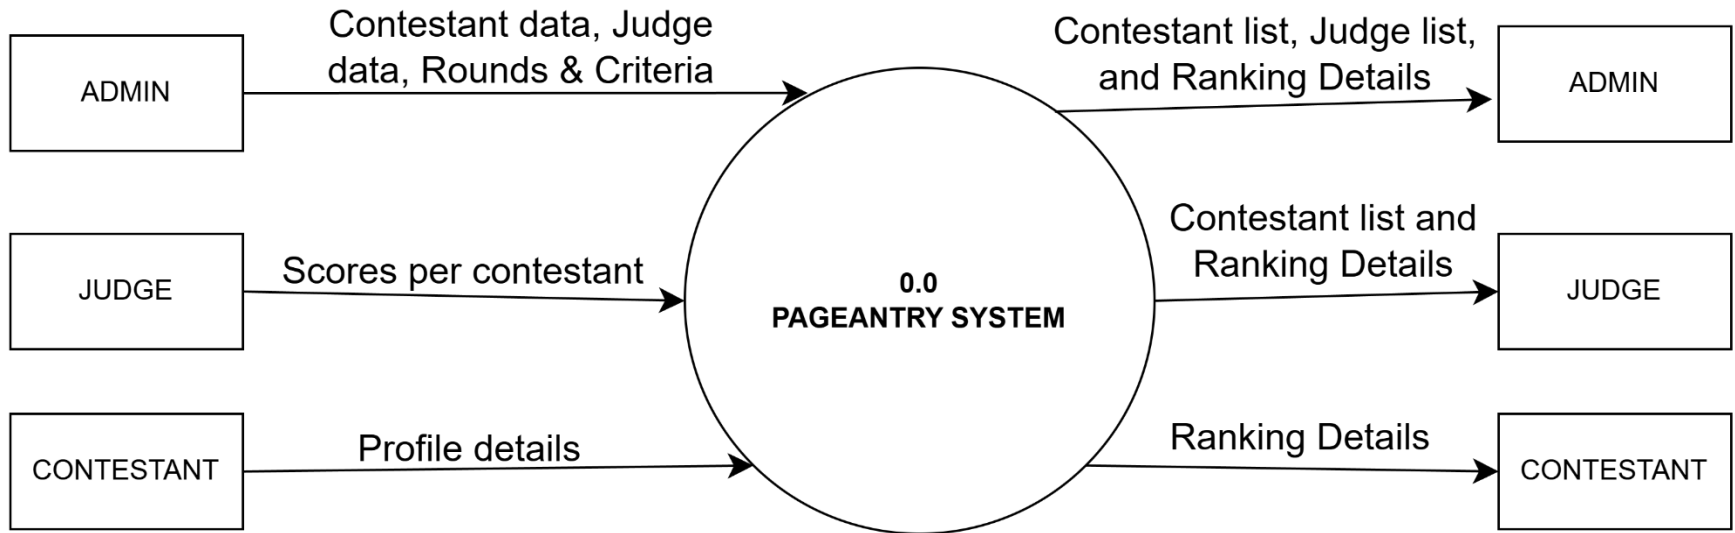 ADMIN
Contestant data, Judge
data, Rounds & Criteria
Contestant list, Judge list,
and Ranking Details
ADMIN
JUDGE
Scores per contestant
0.0
PAGEANTRY SYSTEM
Contestant list and
Ranking Details
JUDGE
CONTESTANT
Profile details
Ranking Details
CONTESTANT